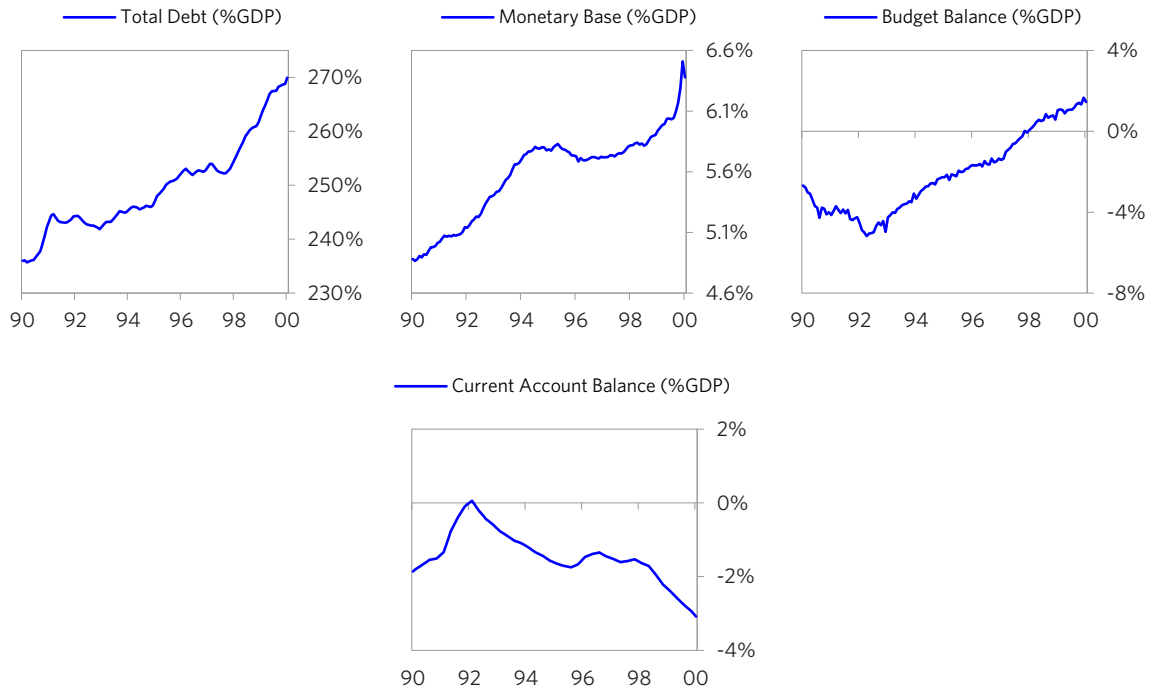 Total Debt (%GDP)
270%
260%
250%
240%
230%
90 92 94 96 98 00
Monetary Base (%GDP)
6.6%
6.1%
5.6%
5.1%
4.6%
90 92 94 96 98 00
Budget Balance (%GDP)
4%
0%
-4%
-8%
90 92 94 96 98 00
Current Account Balance (%GDP)
2%
0%
-2%
-4%
90 92 94 96 98 00